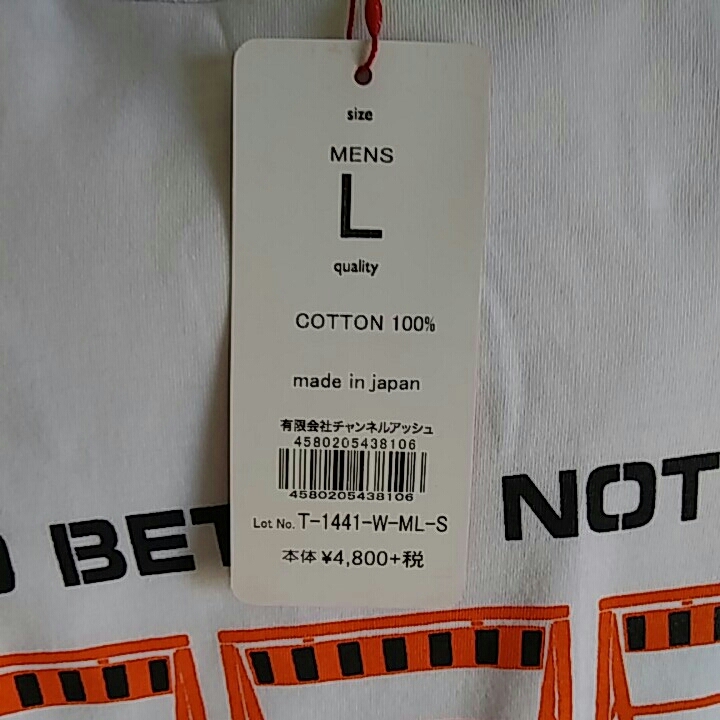 size
MENS
L
quality
COTTON 100%
made in japan
有限会社チャンネルアッシュ
4580205438106
4580205438106
Lot No. T-1441-W-ML-S
本体 ¥4,800+税
NOT